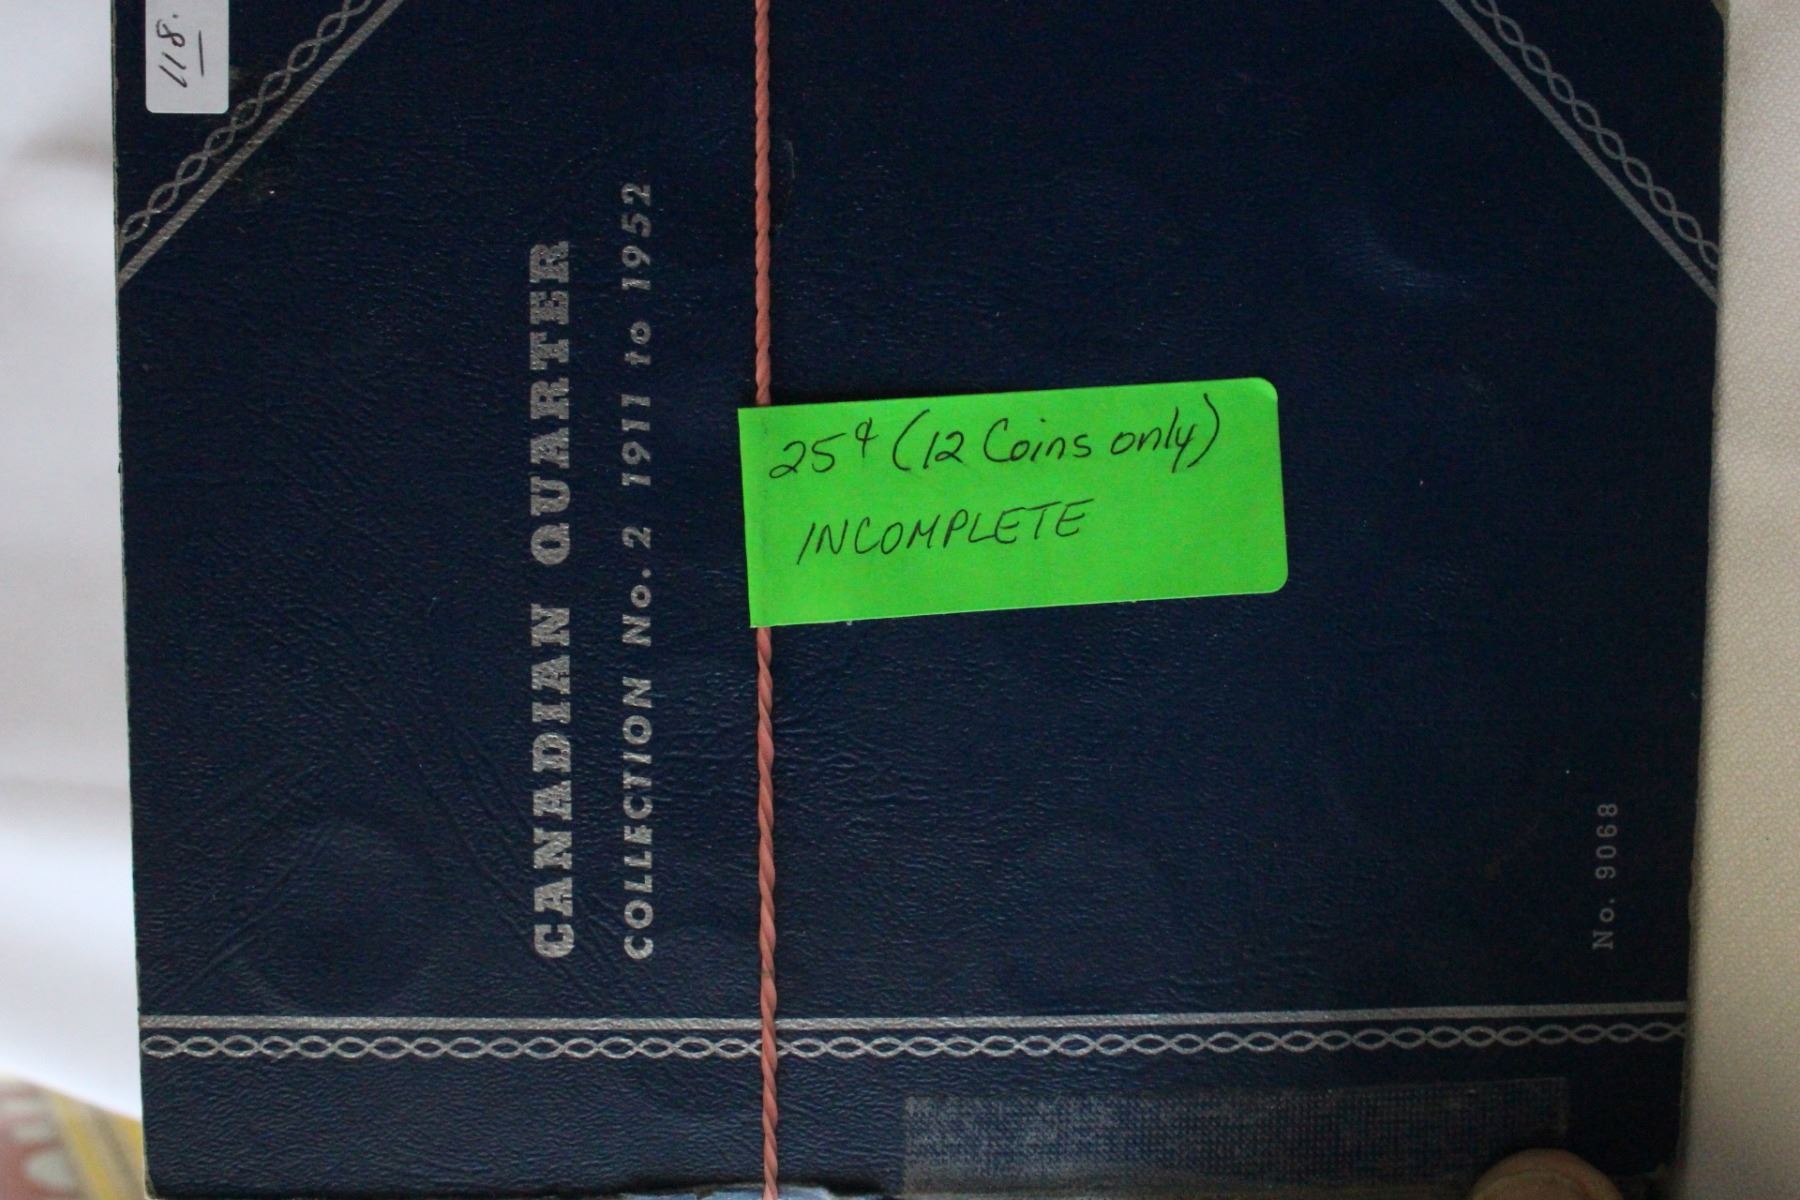 118.
CANADIAN QUARTER
COLLECTION No. 2 1911 to 1952
25¢ (12 Coins only)
INCOMPLETE
No. 9068